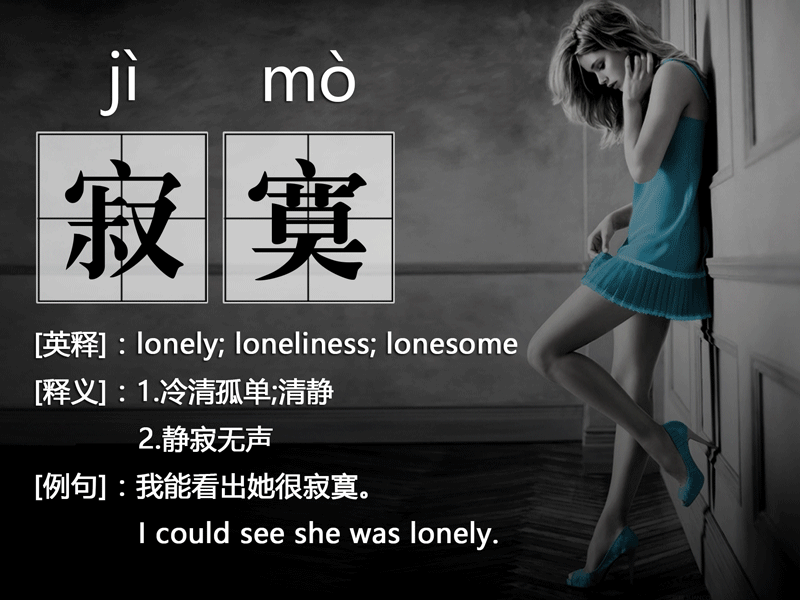 jì mò
寂寞
[英释]：lonely; loneliness; lonesome
[释义]：1.冷清孤单;清静
2.静寂无声
[例句]：我能看出她很寂寞。
I could see she was lonely.